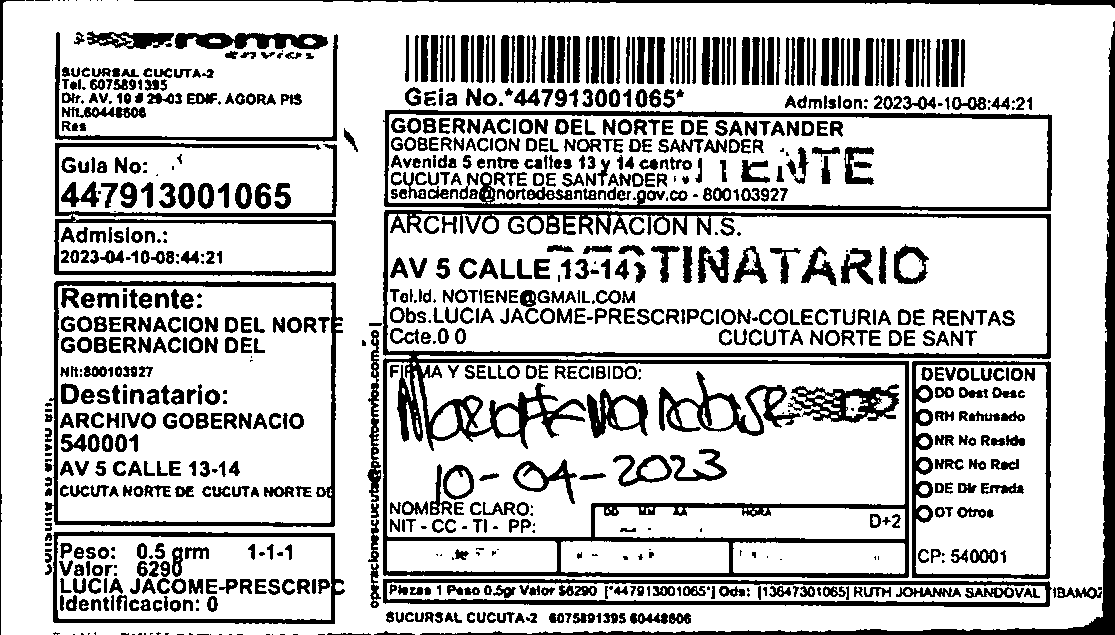 Pronto
envios
SUCURSAL CUCUTA-2
Tel. 6075891395
Dir. AV. 10 # 29-03 EDIF. AGORA PIS
Nit.60448606
Res
Guia No:
447913001065
Admision.:
2023-04-10-08:44:21
Remitente:
GOBERNACION DEL NORTE
GOBERNACION DEL
Nit:800103927
Destinatario:
ARCHIVO GOBERNACIO
540001
AV 5 CALLE 13-14
CUCUTA NORTE DE CUCUTA NORTE DE
Peso: 0.5 grm 1-1-1
Valor: 6290
LUCIA JACOME-PRESCRIPC
Identificacion: 0
operacionescucuta@prontoenvios.com.co
Guia No.*447913001065*
Admision: 2023-04-10-08:44:21
GOBERNACION DEL NORTE DE SANTANDER
GOBERNACION DEL NORTE DE SANTANDER
Avenida 5 entre calles 13 y 14 centro
CUCUTA NORTE DE SANTANDER
sehacienda@nortedesantander.gov.co - 800103927
ARCHIVO GOBERNACION N.S.
DESTINATARIO
AV 5 CALLE 13-14
Tel.Id. NOTIENE@GMAIL.COM
Obs.LUCIA JACOME-PRESCRIPCION-COLECTURIA DE RENTAS
Ccte.0 0 CUCUTA NORTE DE SANT
FIRMA Y SELLO DE RECIBIDO:
10-04-2023
NOMBRE CLARO:
NIT - CC - TI - PP:
DD MM AA HORA
D+2
DEVOLUCION
DD Dest Desc
RH Rehusado
NR No Reside
NRC No Recl
DE Dir Errada
OT Otros
CP: 540001
Piezas 1 Peso 0.5gr Valor $6290 [*447913001065*] Ods: [13647301065] RUTH JOHANNA SANDOVAL TIBAMOZ
SUCURSAL CUCUTA-2 6075891395 60448606